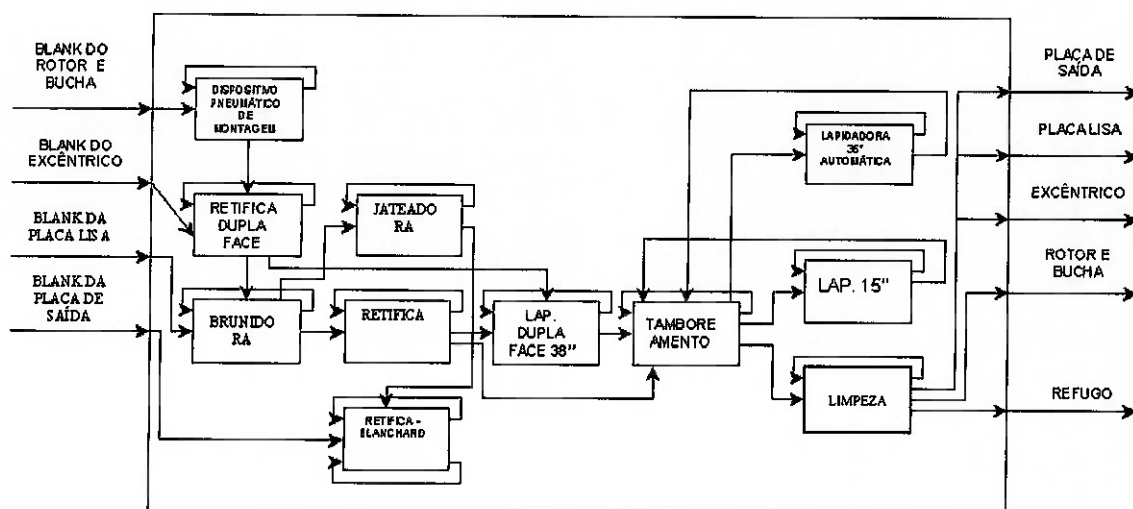 BLANK DO
ROTOR E
BUCHA
BLANK DO
EXCÊNTRICO
BLANK DA
PLACA LISA
BLANK DA
PLACA DE
SAÍDA
DISPOSITIVO
PNEUMÁTICO
DE
MONTAGEM
RETIFICA
DUPLA
FACE
JATEADO
RA
BRUNIDO
RA
RETIFICA
LAP.
DUPLA
FACE 38"
TAMBORE
AMENTO
RETIFICA -
BLANCHARD
LAPIDADORA
36"
AUTOMÁTICA
LAP. 15"
LIMPEZA
PLAÇA DE
SAÍDA
PLACA LISA
EXCÊNTRICO
ROTOR E
BUCHA
REFUGO